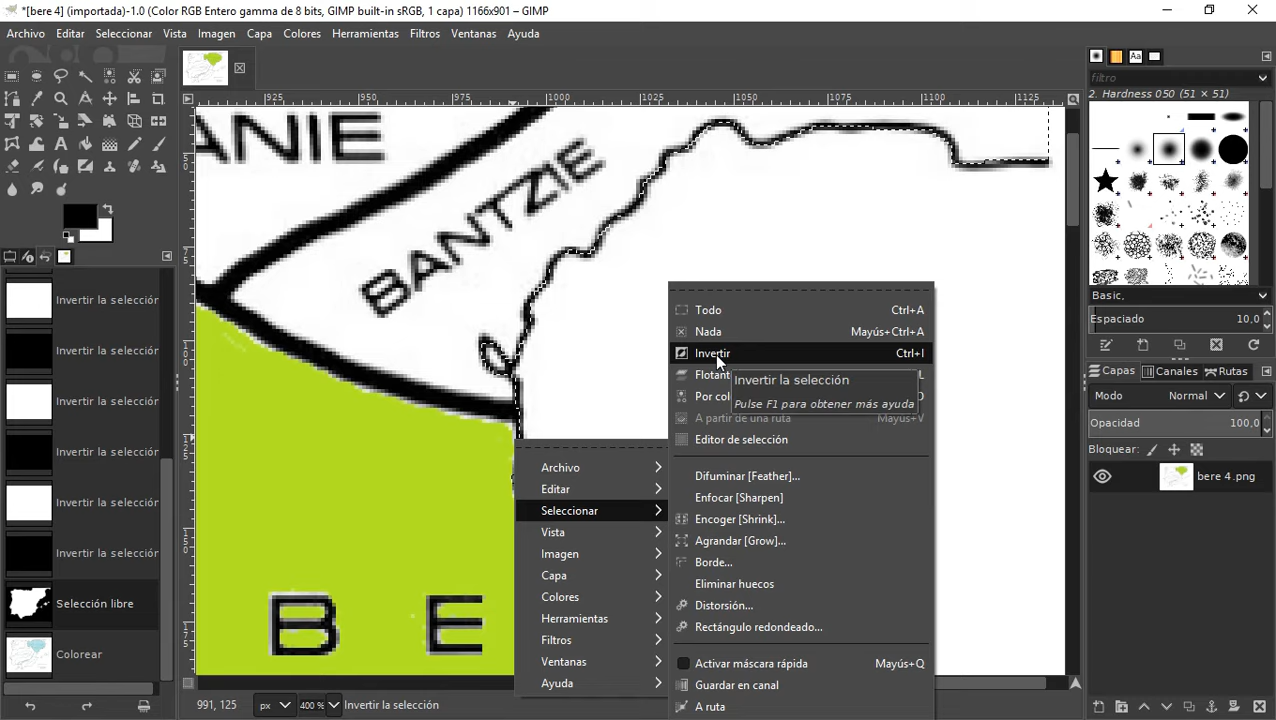 *[bere 4] (importada)-1.0 (Color RGB Entero gamma de 8 bits, GIMP built-in sRGB, 1 capa) 1166x901 – GIMP
Archivo Editar Seleccionar Vista Imagen Capa Colores Herramientas Filtros Ventanas Ayuda
925 950 975 1000 1025 1050 1075 1100 1125
filtro
2. Hardness 050 (51 × 51)
ANIE
BANTZIE
B E
Invertir la selección
Invertir la selección
Invertir la selección
Invertir la selección
Invertir la selección
Invertir la selección
Selección libre
Colorear
Archivo
Editar
Seleccionar
Vista
Imagen
Capa
Colores
Herramientas
Filtros
Ventanas
Ayuda
Todo Ctrl+A
Nada Mayús+Ctrl+A
Invertir Ctrl+I
Flotant L
Por col O
A partir de una ruta Mayús+V
Editor de selección
Difuminar [Feather]...
Enfocar [Sharpen]
Encoger [Shrink]...
Agrandar [Grow]...
Borde...
Eliminar huecos
Distorsión...
Rectángulo redondeado...
Activar máscara rápida Mayús+Q
Guardar en canal
A ruta
Invertir la selección
Pulse F1 para obtener más ayuda
Basic,
Espaciado 10,0
Capas Canales Rutas
Modo Normal
Opacidad 100,0
Bloquear:
bere 4.png
991, 125 px 400 % Invertir la selección